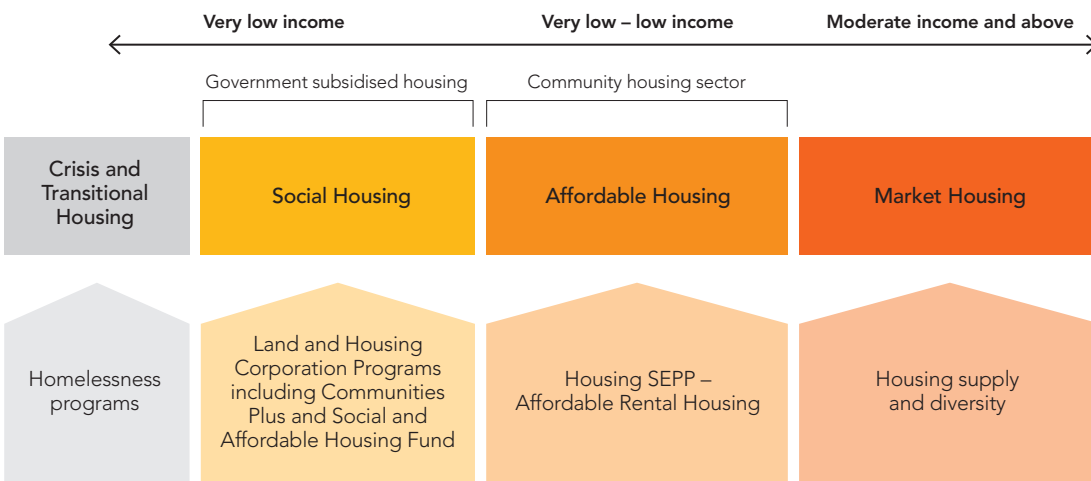 Very low income
Very low – low income
Moderate income and above
Government subsidised housing
Community housing sector
Crisis and
Transitional
Housing
Social Housing
Affordable Housing
Market Housing
Homelessness
programs
Land and Housing
Corporation Programs
including Communities
Plus and Social and
Affordable Housing Fund
Housing SEPP –
Affordable Rental Housing
Housing supply
and diversity